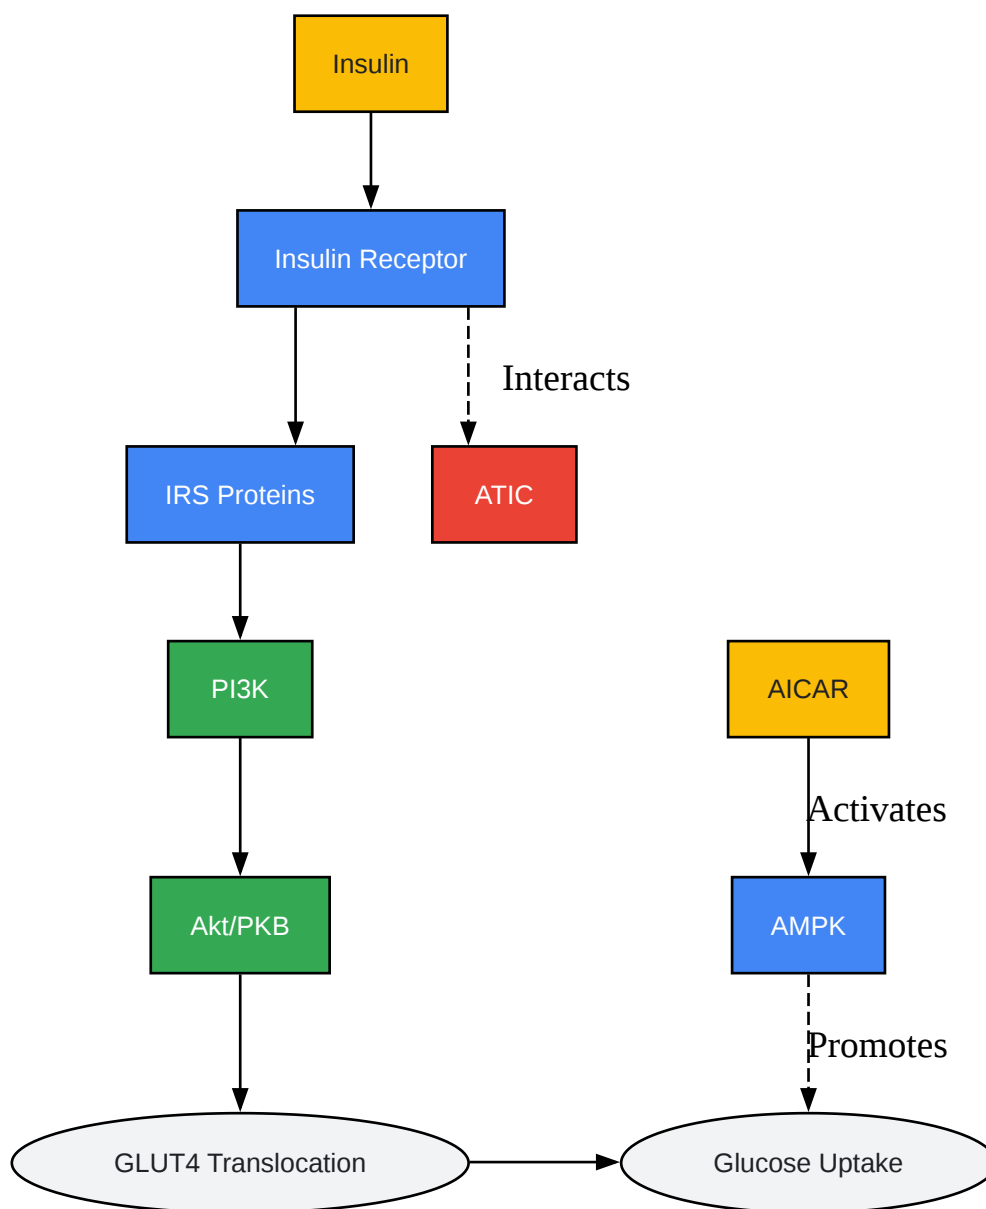 Insulin
Insulin Receptor
Interacts
IRS Proteins
ATIC
PI3K
AICAR
Activates
Akt/PKB
AMPK
Promotes
GLUT4 Translocation
Glucose Uptake